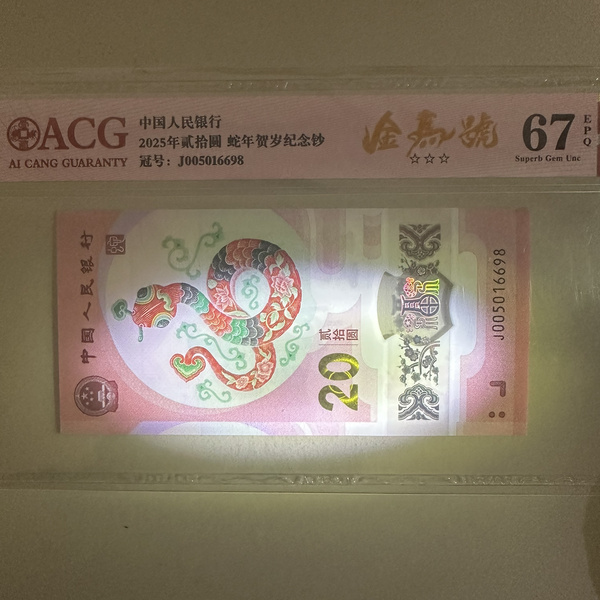 ACG
AI CANG GUARANTY
中国人民银行
2025年贰拾圆 蛇年贺岁纪念钞
冠号：J005016698
金馬號
☆☆☆
67
EPQ
Superb Gem Unc
中国人民银行
贰拾圆
20
J005016698